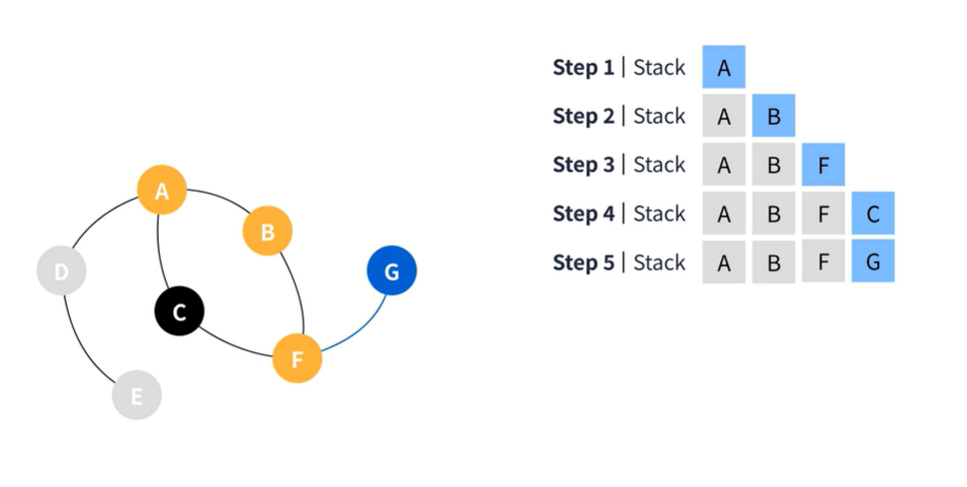 Step 1 | Stack A
Step 2 | Stack A B
Step 3 | Stack A B F
Step 4 | Stack A B F C
Step 5 | Stack A B F G
A
B
D
G
C
F
E